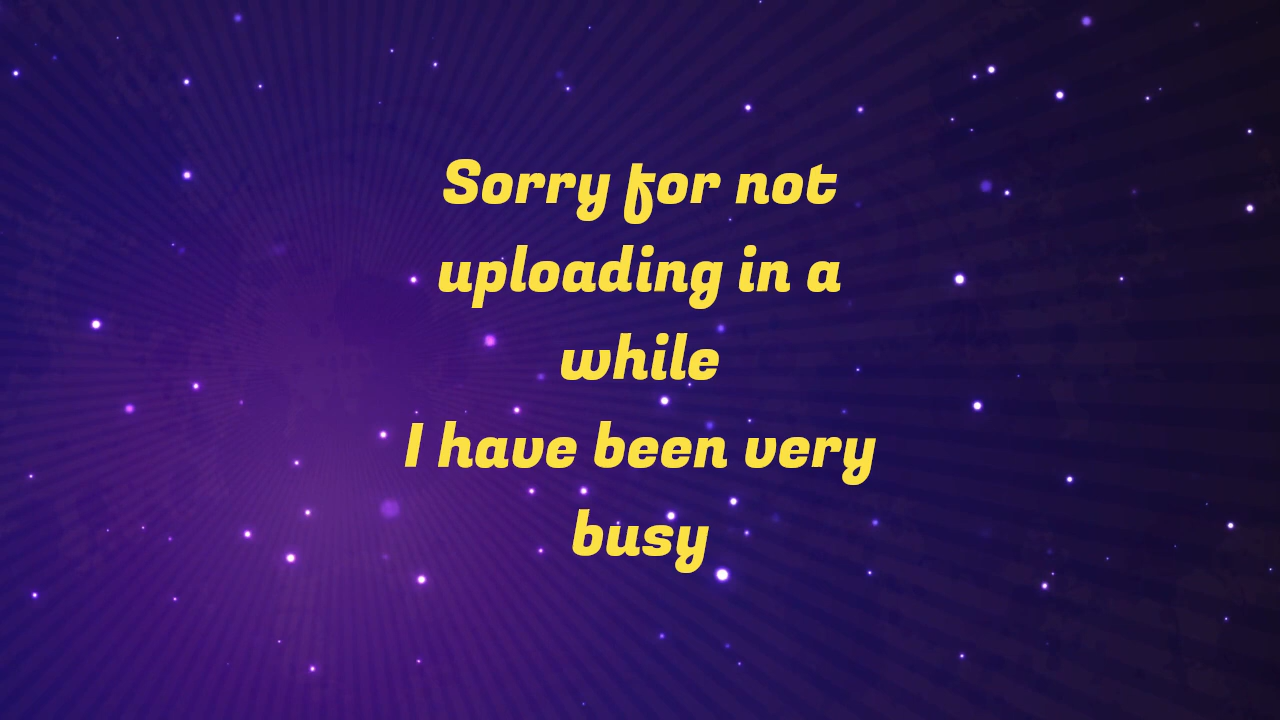 Sorry for not
uploading in a
while
I have been very
busy